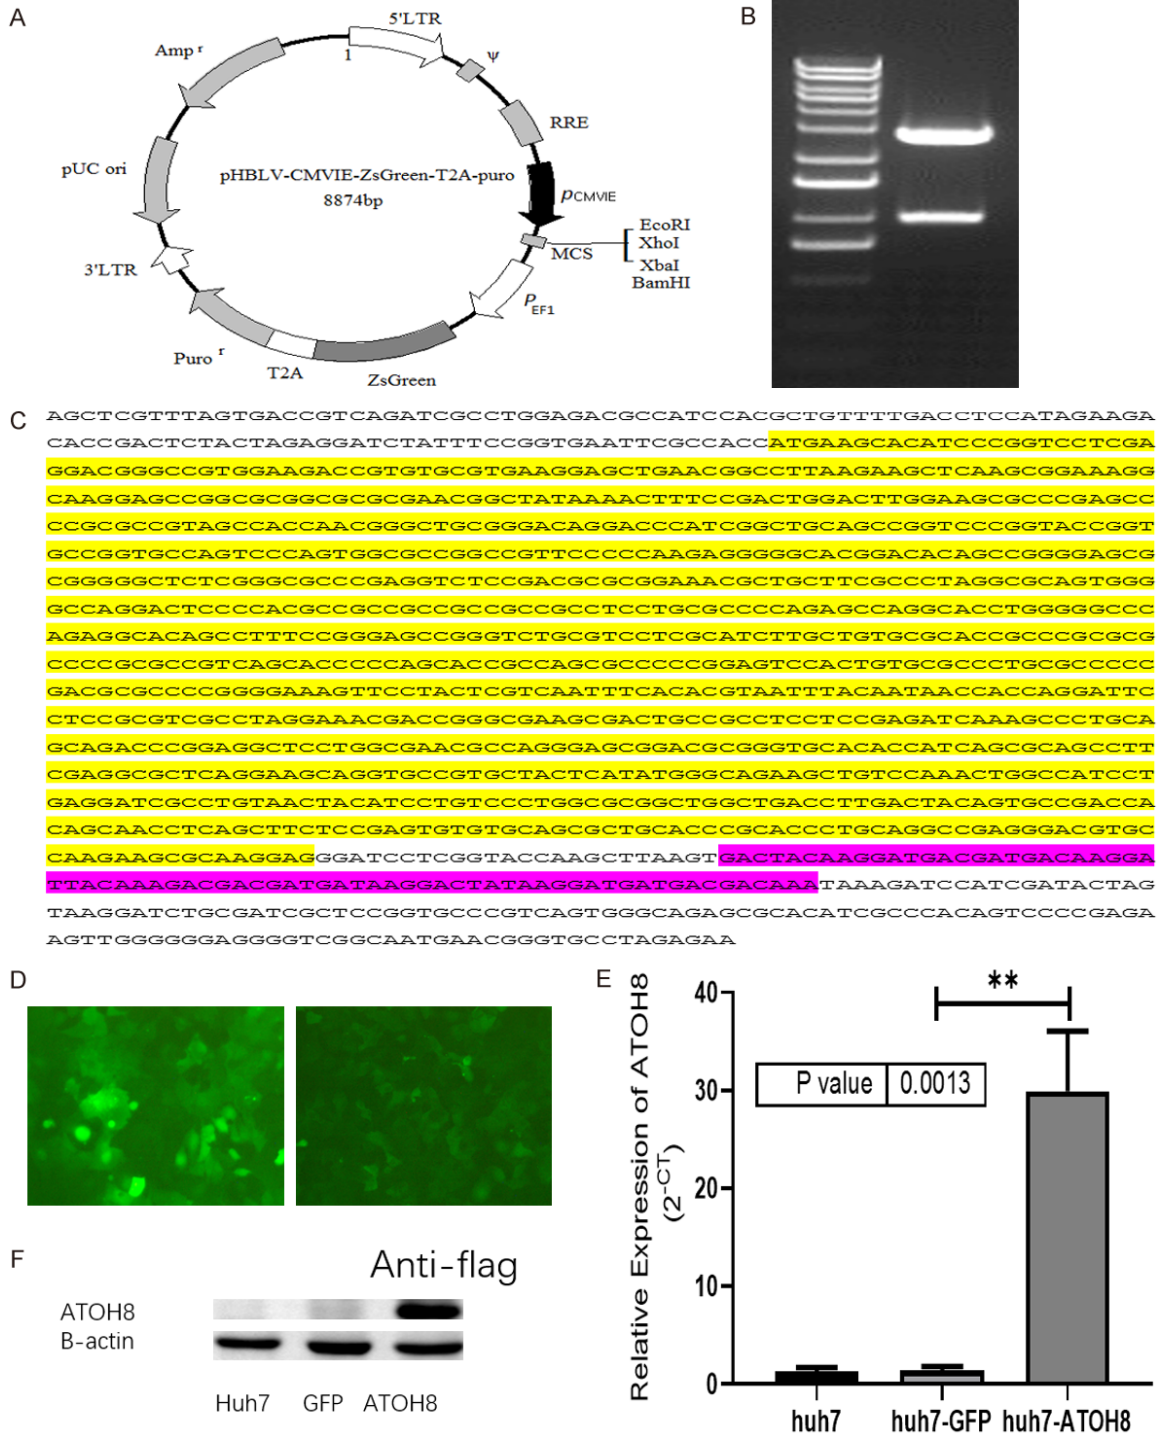 A
5'LTR
1
ψ
Amp r
RRE
pUC ori
pHBLV-CMVIE-ZsGreen-T2A-puro
8874bp
pCMVIE
EcoRI
XhoI
MCS
XbaI
BamHI
3'LTR
PEF1
Puro r
T2A
ZsGreen
B
C
AGCTCGTTTAGTGACCGTCAGATCGCCTGGAGACGCCATCCACGCTGTTTTGACCTCCATAGAAGA
CACCGACTCTACTAGAGGATCTATTTCCGGTGAATTCGCCACCATGAAGCACATCCCGGTCCTCGA
GGACGGGCCGTGGAAGACCGTGTGCGTGAAGGAGCTGAACGGCCTTAAGAAGCTCAAGCGGAAAGG
CAAGGAGCCGGCGCGGCGCGCGAACGGCTATAAAACTTTCCGACTGGACTTGGAAGCGCCCGAGCC
CCGCGCCGTAGCCACCAACGGGCTGCGGGACAGGACCCATCGGCTGCAGCCGGTCCCGGTACCGGT
GCCGGTGCCAGTCCCAGTGGCGCCGGCCGTTCCCCCAAGAGGGGGCACGGACACAGCCGGGGAGCG
CGGGGGCTCTCGGGCGCCCGAGGTCTCCGACGCGCGGAAACGCTGCTTCGCCCTAGGCGCAGTGGG
GCCAGGACTCCCCACGCCGCCGCCGCCGCCGCCTCCTGCGCCCCAGAGCCAGGCACCTGGGGGCCC
AGAGGCACAGCCTTTCCGGGAGCCGGGTCTGCGTCCTCGCATCTTGCTGTGCGCACCGCCCGCGCG
CCCCGCGCCGTCAGCACCCCCAGCACCGCCAGCGCCCCCGGAGTCCACTGTGCGCCCTGCGCCCCC
GACGCGCCCCGGGGAAAGTTCCTACTCGTCAATTTCACACGTAATTTACAATAACCACCAGGATTC
CTCCGCGTCGCCTAGGAAACGACCGGGCGAAGCGACTGCCGCCTCCTCCGAGATCAAAGCCCTGCA
GCAGACCCGGAGGCTCCTGGCGAACGCCAGGGAGCGGACGCGGGTGCACACCATCAGCGCAGCCTT
CGAGGCGCTCAGGAAGCAGGTGCCGTGCTACTCATATGGGCAGAAGCTGTCCAAACTGGCCATCCT
GAGGATCGCCTGTAACTACATCCTGTCCCTGGCGCGGCTGGCTGACCTTGACTACAGTGCCGACCA
CAGCAACCTCAGCTTCTCCGAGTGTGTGCAGCGCTGCACCCGCACCCTGCAGGCCGAGGGACGTGC
CAAGAAGCGCAAGGAGGGATCCTCGGTACCAAGCTTAAGTGACTACAAGGATGACGATGACAAGGA
TTACAAAGACGACGATGATAAGGACTATAAGGATGATGACGACAAATAAAGATCCATCGATACTAG
TAAGGATCTGCGATCGCTCCGGTGCCCGTCAGTGGGCAGAGCGCACATCGCCCACAGTCCCCGAGA
AGTTGGGGGGAGGGGTCGGCAATGAACGGGTGCCTAGAGAA
D
E
Relative Expression of ATOH8
(2-CT)
40
30
20
10
0
**
P value 0.0013
huh7 huh7-GFP huh7-ATOH8
F
Anti-flag
ATOH8
B-actin
Huh7 GFP ATOH8